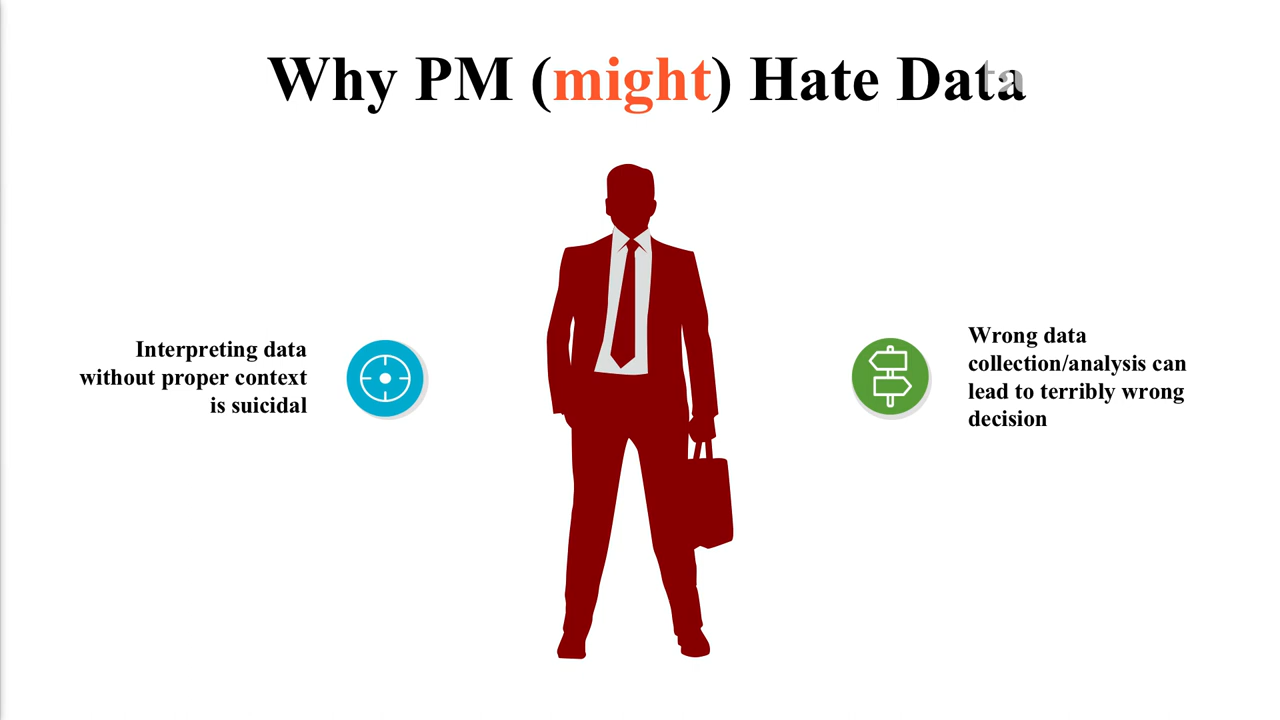 Why PM (might) Hate Data
Interpreting data
without proper context
is suicidal
Wrong data
collection/analysis can
lead to terribly wrong
decision